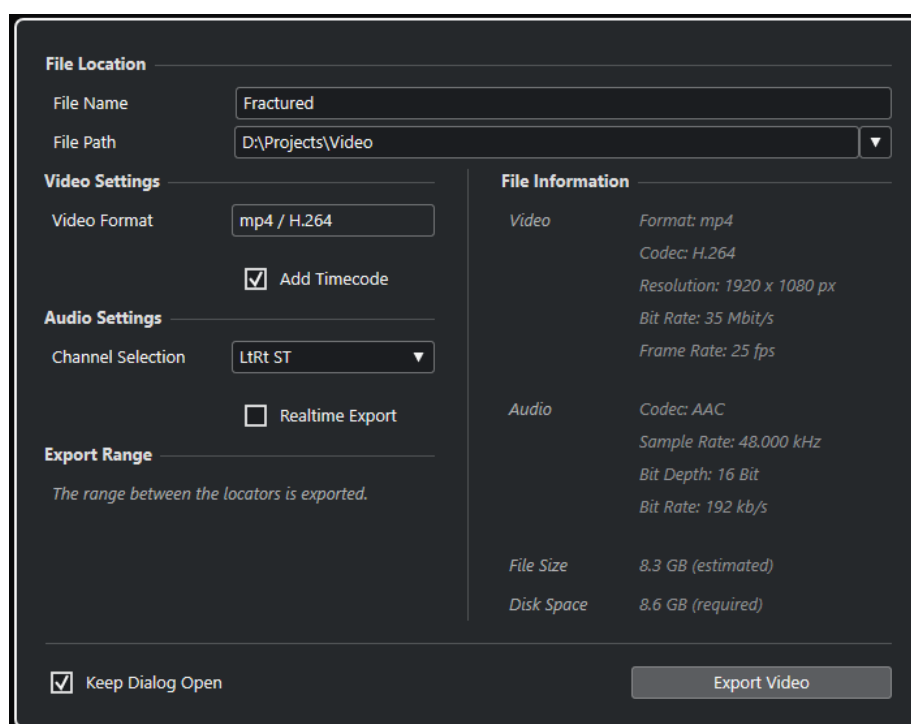 File Location
File Name
Fractured
File Path
D:\Projects\Video
Video Settings
Video Format
mp4 / H.264
Add Timecode
Audio Settings
Channel Selection
LtRt ST
Realtime Export
Export Range
The range between the locators is exported.
File Information
Video
Format: mp4
Codec: H.264
Resolution: 1920 x 1080 px
Bit Rate: 35 Mbit/s
Frame Rate: 25 fps
Audio
Codec: AAC
Sample Rate: 48.000 kHz
Bit Depth: 16 Bit
Bit Rate: 192 kb/s
File Size
8.3 GB (estimated)
Disk Space
8.6 GB (required)
Keep Dialog Open
Export Video